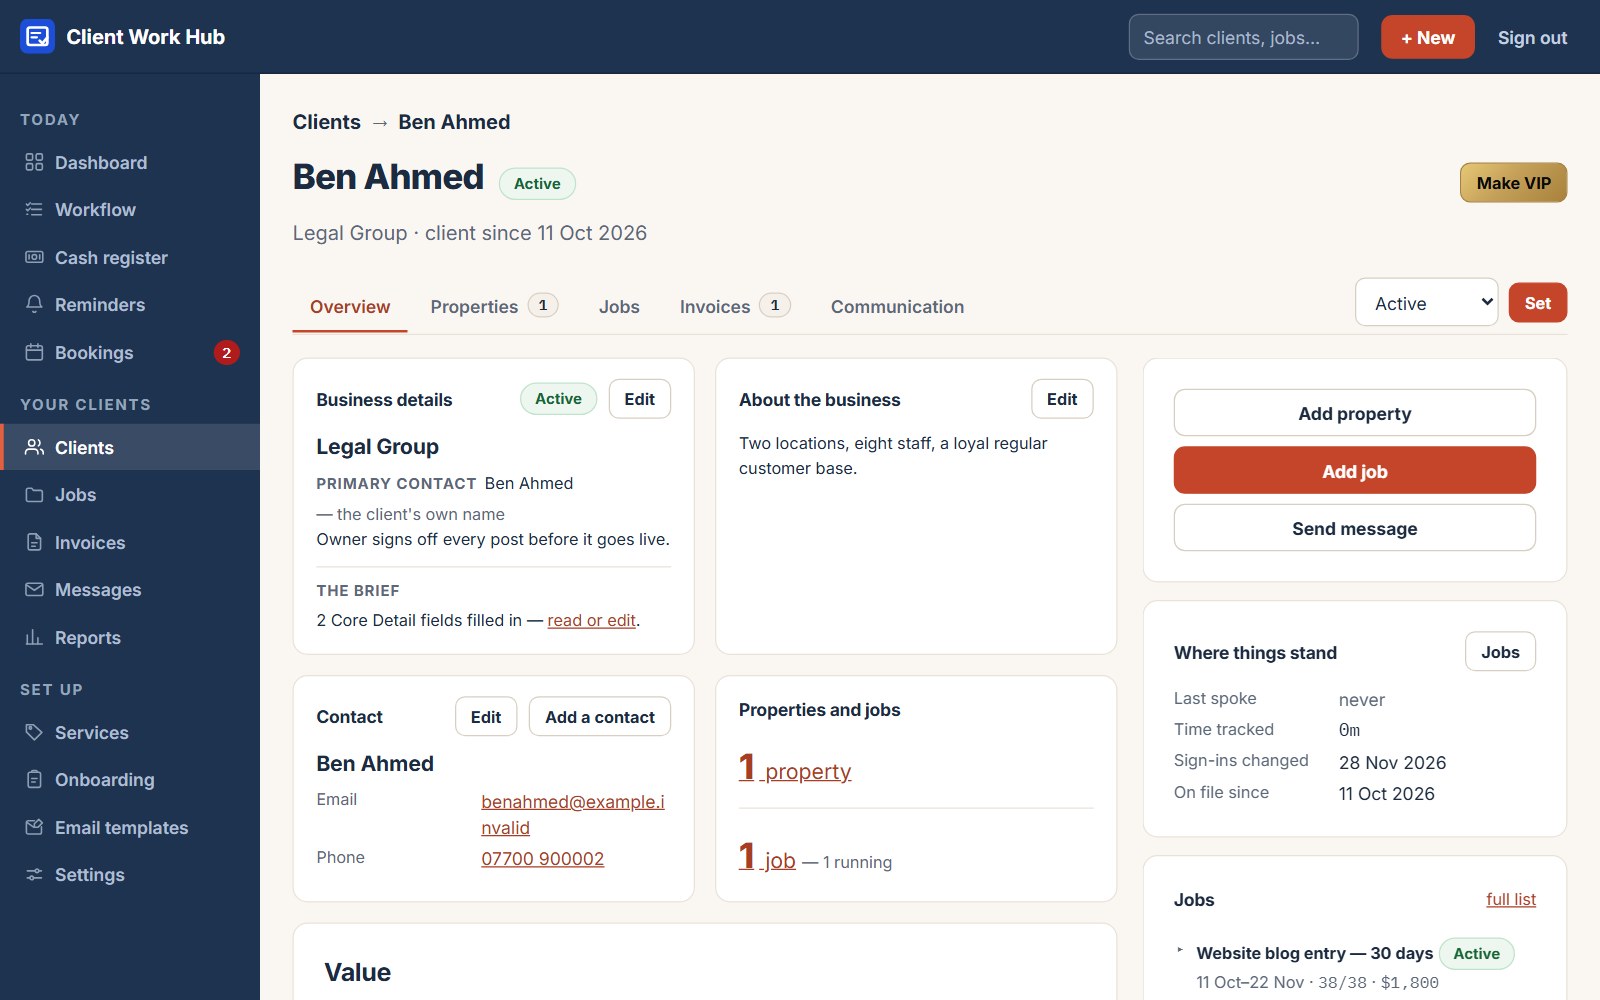 Client Work Hub
Search clients, jobs...
+ New
Sign out
TODAY
Dashboard
Workflow
Cash register
Reminders
Bookings
2
YOUR CLIENTS
Clients
Jobs
Invoices
Messages
Reports
SET UP
Services
Onboarding
Email templates
Settings
Clients → Ben Ahmed
Ben Ahmed Active
Make VIP
Legal Group · client since 11 Oct 2026
Overview
Properties 1
Jobs
Invoices 1
Communication
Active
Set
Business details
Active
Edit
Legal Group
PRIMARY CONTACT Ben Ahmed
— the client's own name
Owner signs off every post before it goes live.
THE BRIEF
2 Core Detail fields filled in — read or edit.
About the business
Edit
Two locations, eight staff, a loyal regular
customer base.
Contact
Edit
Add a contact
Ben Ahmed
Email
benahmed@example.i
nvalid
Phone
07700 900002
Properties and jobs
1 property
1 job — 1 running
Value
Add property
Add job
Send message
Where things stand
Jobs
Last spoke never
Time tracked 0m
Sign-ins changed 28 Nov 2026
On file since 11 Oct 2026
Jobs
full list
Website blog entry — 30 days Active
11 Oct–22 Nov · 38/38 · $1,800